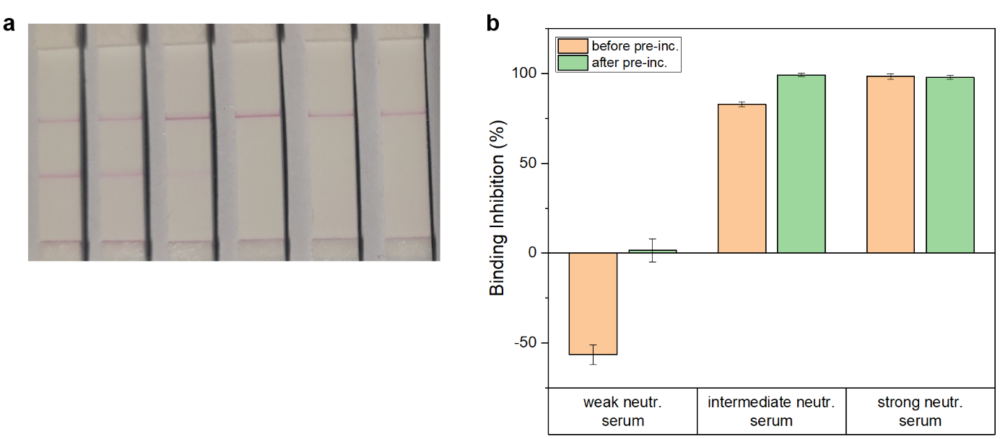 a
b
before pre-inc.
after pre-inc.
Binding Inhibition (%)
100
50
0
-50
weak neutr.
serum
intermediate neutr.
serum
strong neutr.
serum